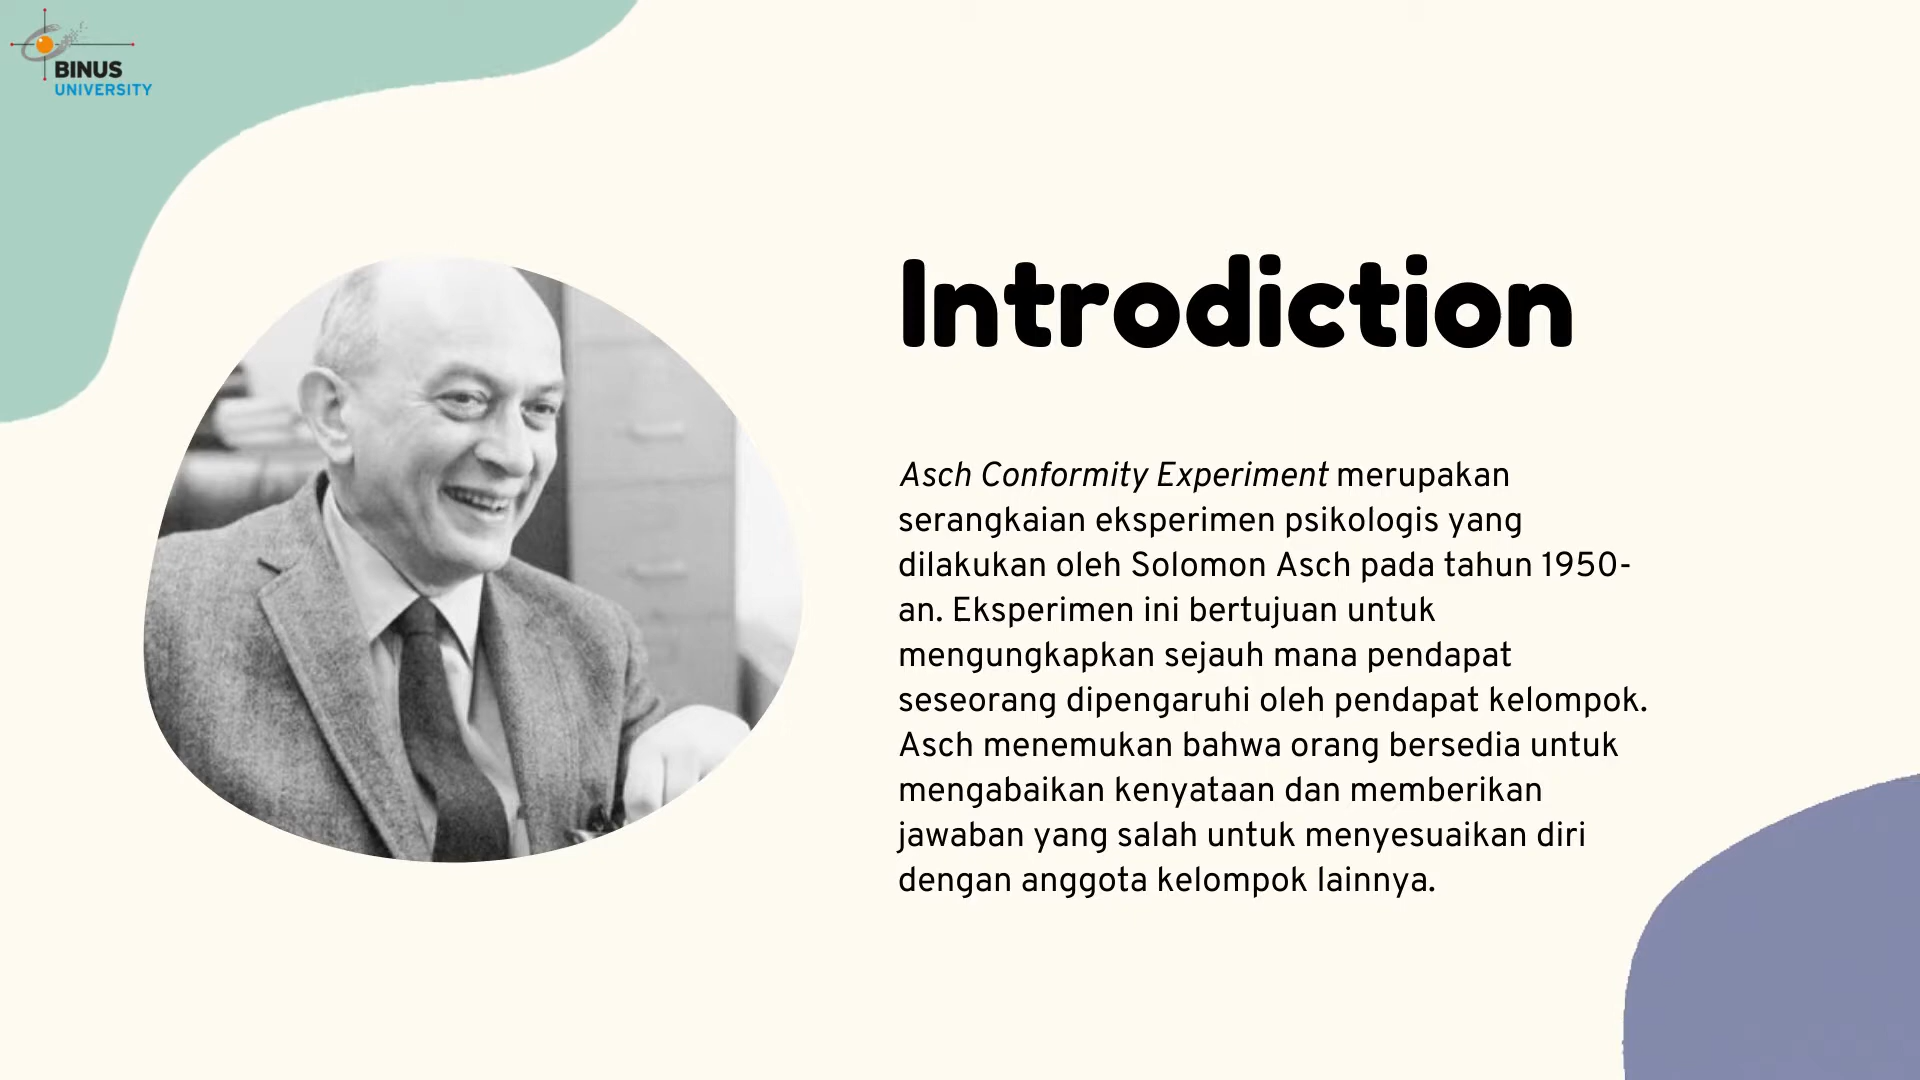 BINUS
UNIVERSITY
Introdiction
Asch Conformity Experiment merupakan
serangkaian eksperimen psikologis yang
dilakukan oleh Solomon Asch pada tahun 1950-
an. Eksperimen ini bertujuan untuk
mengungkapkan sejauh mana pendapat
seseorang dipengaruhi oleh pendapat kelompok.
Asch menemukan bahwa orang bersedia untuk
mengabaikan kenyataan dan memberikan
jawaban yang salah untuk menyesuaikan diri
dengan anggota kelompok lainnya.